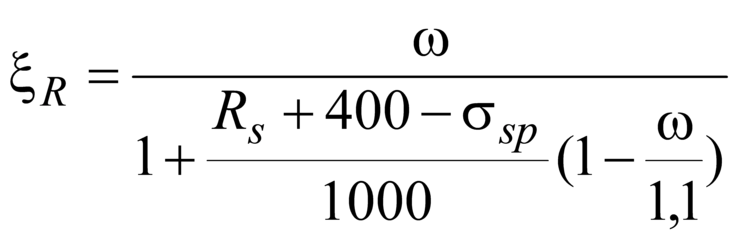 ξ_R = ω / (1 + (R_s + 400 − σ_sp) / 1000 (1 − ω / 1,1))